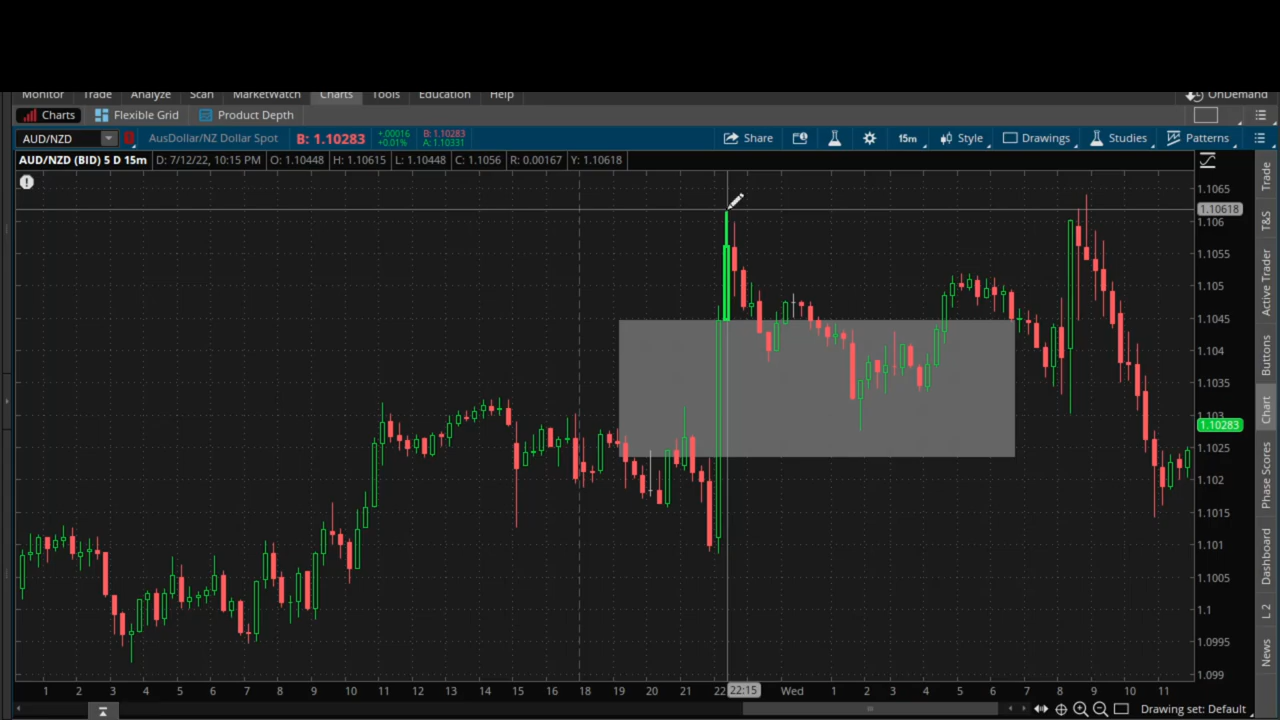 Monitor Trade Analyze Scan MarketWatch Charts Tools Education Help OnDemand
Charts Flexible Grid Product Depth
AUD/NZD AusDollar/NZ Dollar Spot B: 1.10283 +.00016 +0.01% B: 1.10283 A: 1.10331 Share 15m Style Drawings Studies Patterns
AUD/NZD (BID) 5 D 15m D: 7/12/22, 10:15 PM O: 1.10448 H: 1.10615 L: 1.10448 C: 1.1056 R: 0.00167 Y: 1.10618
1.1065
1.10618
1.106
1.1055
1.105
1.1045
1.104
1.1035
1.103
1.10283
1.1025
1.102
1.1015
1.101
1.1005
1.1
1.0995
1.099
Trade
T&S
Active Trader
Buttons
Chart
Phase Scores
Dashboard
L 2
News
1 2 3 4 5 6 7 8 9 10 11 12 13 14 15 16 17 18 19 20 21 22 22:15 Wed 1 2 3 4 5 6 7 8 9 10 11
Drawing set: Default